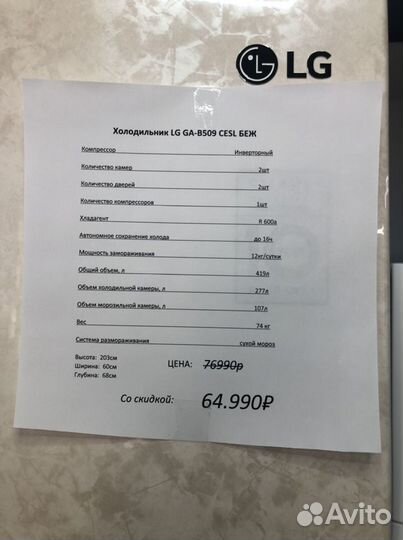 LG
Холодильник LG GA-B509 CESL БЕЖ
Компрессор Инверторный
Количество камер 2шт
Количество дверей 2шт
Количество компрессоров 1шт
Хладагент R 600a
Автономное сохранение холода до 16ч
Мощность замораживания 12кг/сутки
Общий объем, л 419л
Объем холодильной камеры, л 277л
Объем морозильной камеры, л 107л
Вес 74 кг
Система размораживания сухой мороз
Высота: 203см
Ширина: 60см
Глубина: 68см
ЦЕНА: 76990р
Со скидкой: 64.990₽
Avito